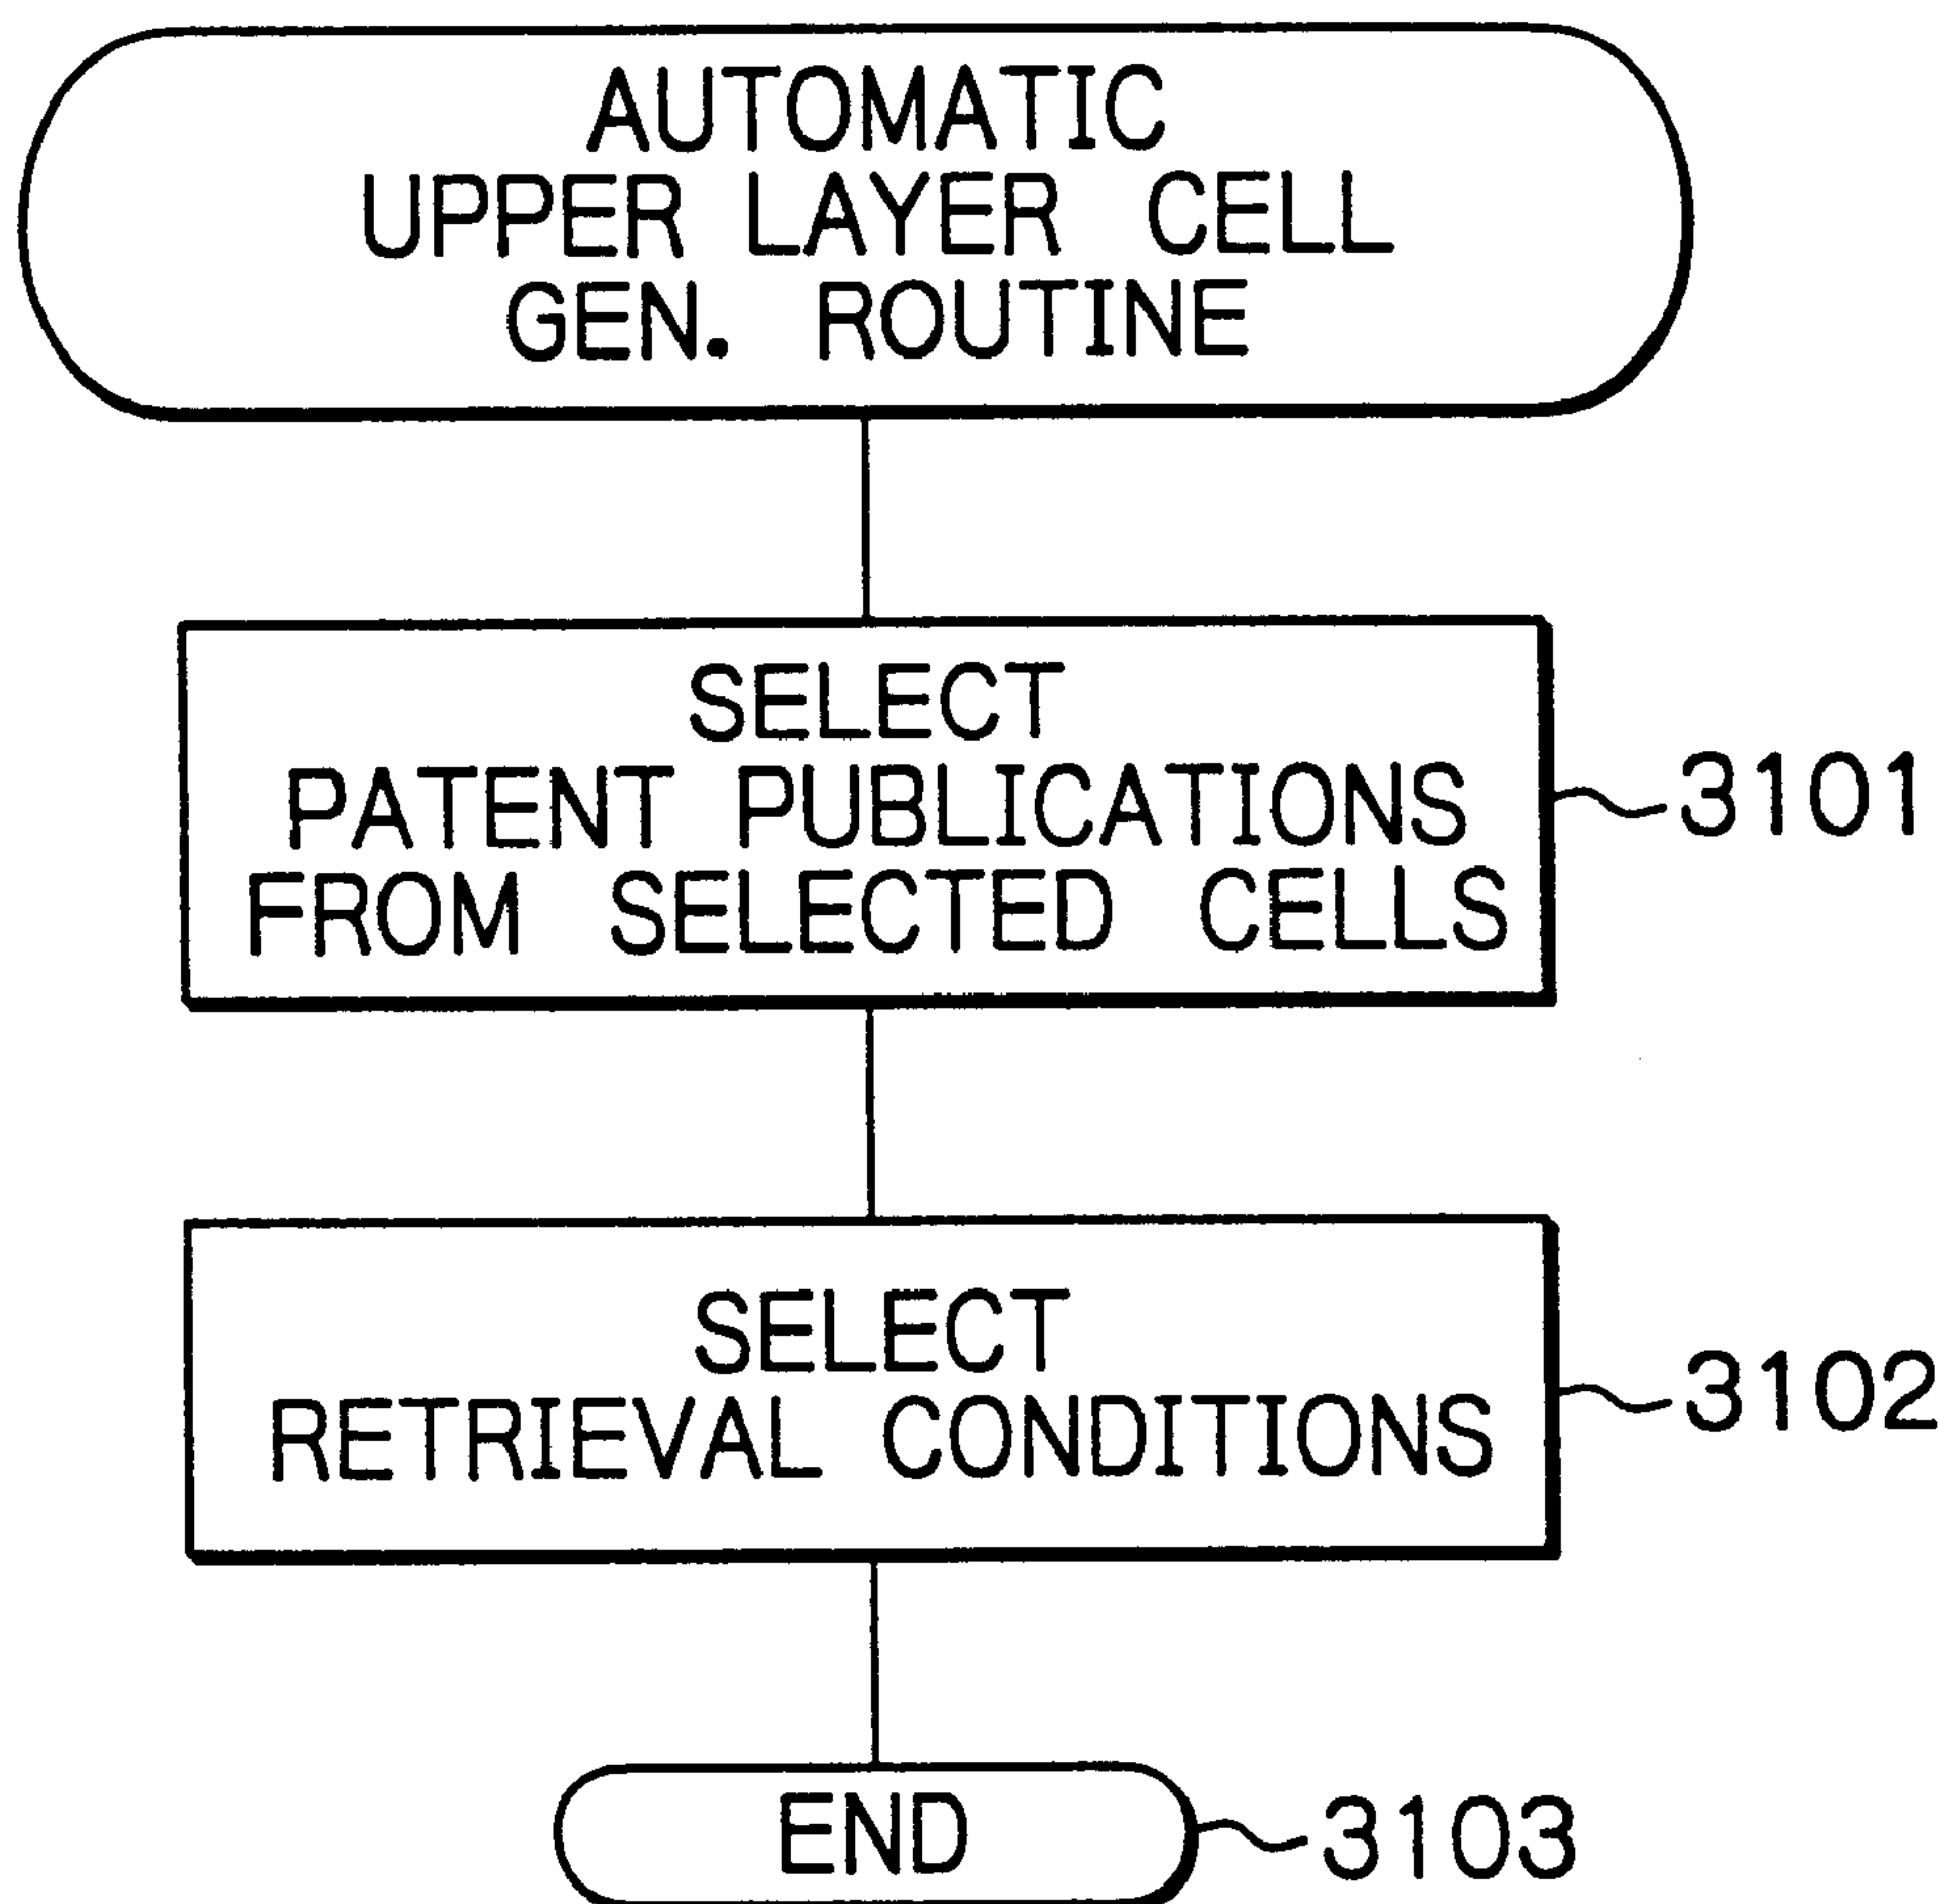 AUTOMATIC
UPPER LAYER CELL
GEN. ROUTINE
SELECT
PATENT PUBLICATIONS
FROM SELECTED CELLS
3101
SELECT
RETRIEVAL CONDITIONS
3102
END
3103